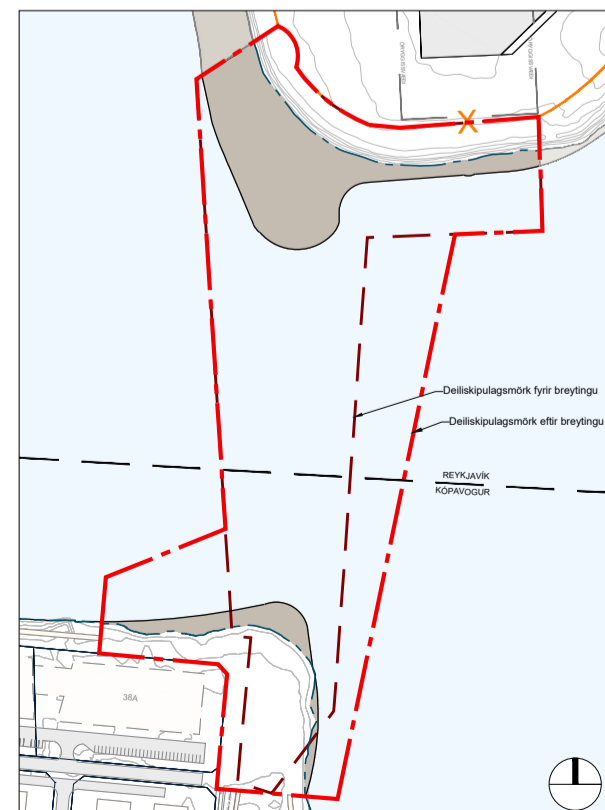 Deiliskipulagsmörk fyrir breytingu
Deiliskipulagsmörk eftir breytingu
REYKJAVÍK
KÓPAVOGUR
38A